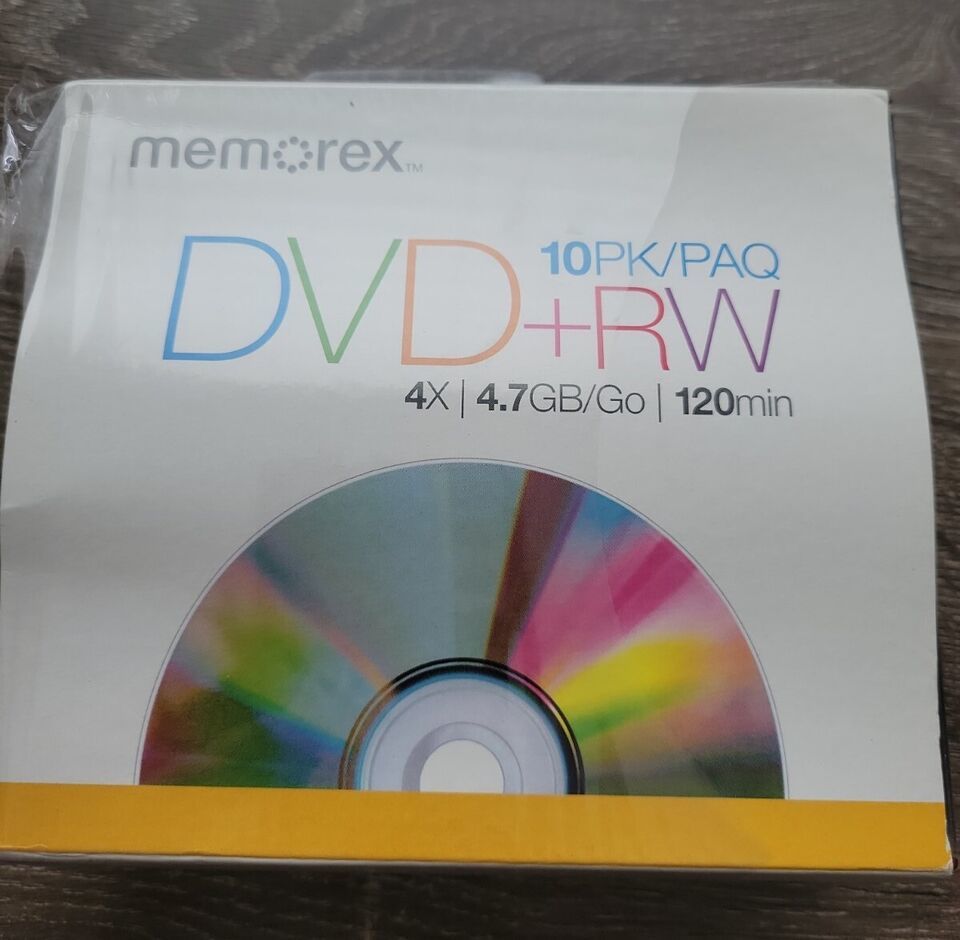 memorex™
10PK/PAQ
DVD+RW
4X | 4.7GB/Go | 120min